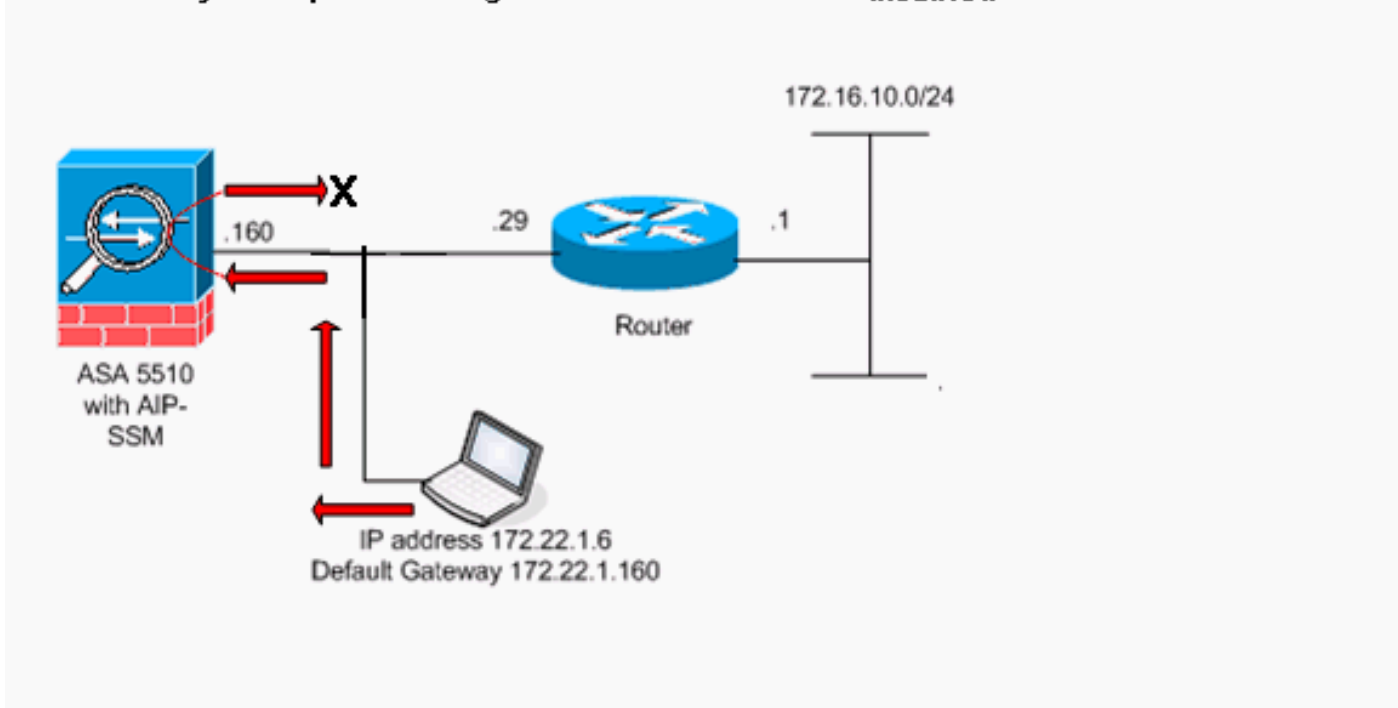 172.16.10.0/24
X
.160
.29
.1
Router
ASA 5510
with AIP-
SSM
IP address 172.22.1.6
Default Gateway 172.22.1.160